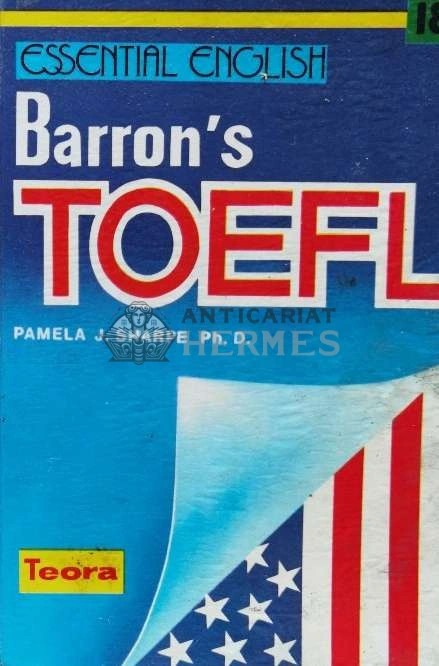 18
ESSENTIAL ENGLISH
Barron's
TOEFL
ANTICARIAT
HERMES
PAMELA J. SHARPE, Ph. D.
Teora